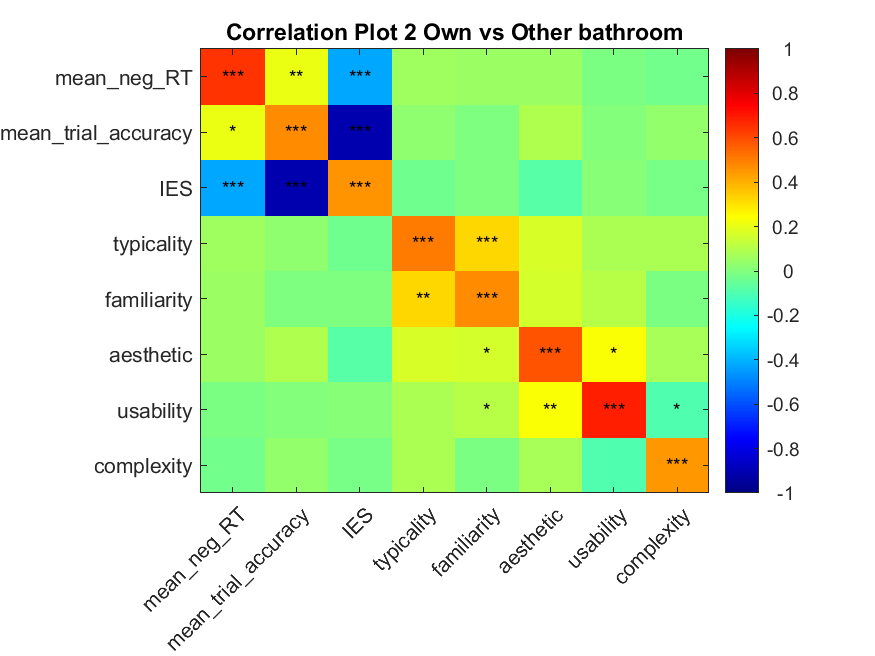 Correlation Plot 2 Own vs Other bathroom
mean_neg_RT *** ** ***
mean_trial_accuracy * *** ***
IES *** *** ***
typicality *** ***
familiarity ** ***
aesthetic * *** *
usability * ** *** *
complexity ***
1
0.8
0.6
0.4
0.2
0
-0.2
-0.4
-0.6
-0.8
-1
mean_neg_RT
mean_trial_accuracy
IES
typicality
familiarity
aesthetic
usability
complexity